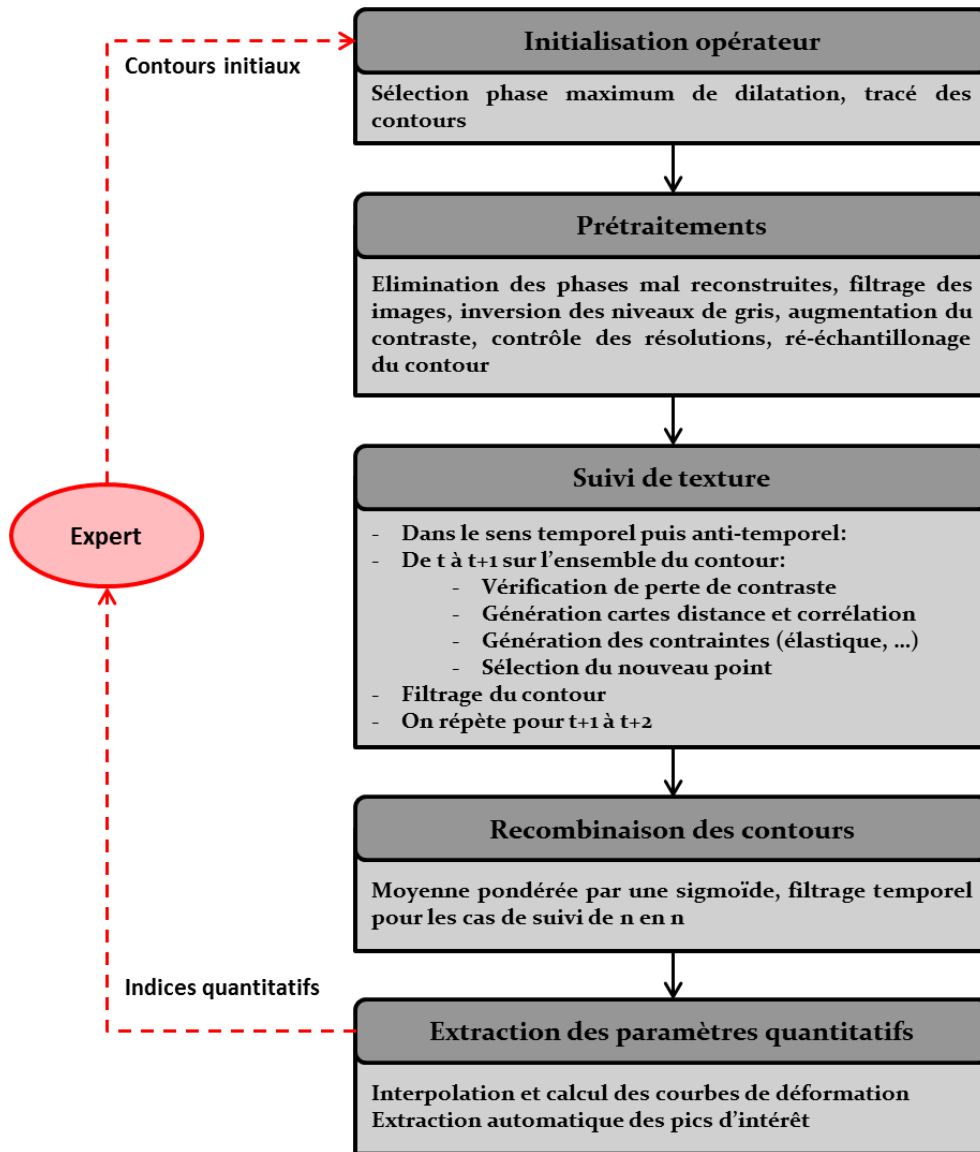 Initialisation opérateur
Contours initiaux
Sélection phase maximum de dilatation, tracé des
contours
Prétraitements
Elimination des phases mal reconstruites, filtrage des
images, inversion des niveaux de gris, augmentation du
contraste, contrôle des résolutions, ré-échantillonage
du contour
Suivi de texture
Expert
- Dans le sens temporel puis anti-temporel:
- De t à t+1 sur l'ensemble du contour:
- Vérification de perte de contraste
- Génération cartes distance et corrélation
- Génération des contraintes (élastique, ...)
- Sélection du nouveau point
- Filtrage du contour
- On répète pour t+1 à t+2
Recombinaison des contours
Moyenne pondérée par une sigmoïde, filtrage temporel
pour les cas de suivi de n en n
Indices quantitatifs
Extraction des paramètres quantitatifs
Interpolation et calcul des courbes de déformation
Extraction automatique des pics d'intérêt